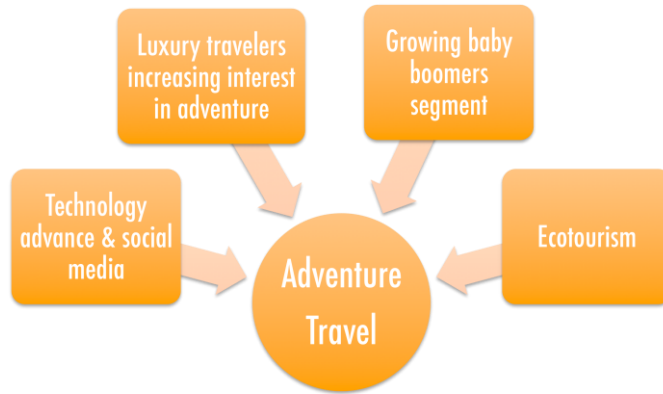 Luxury travelers
increasing interest
in adventure
Growing baby
boomers
segment
Technology
advance & social
media
Ecotourism
Adventure
Travel